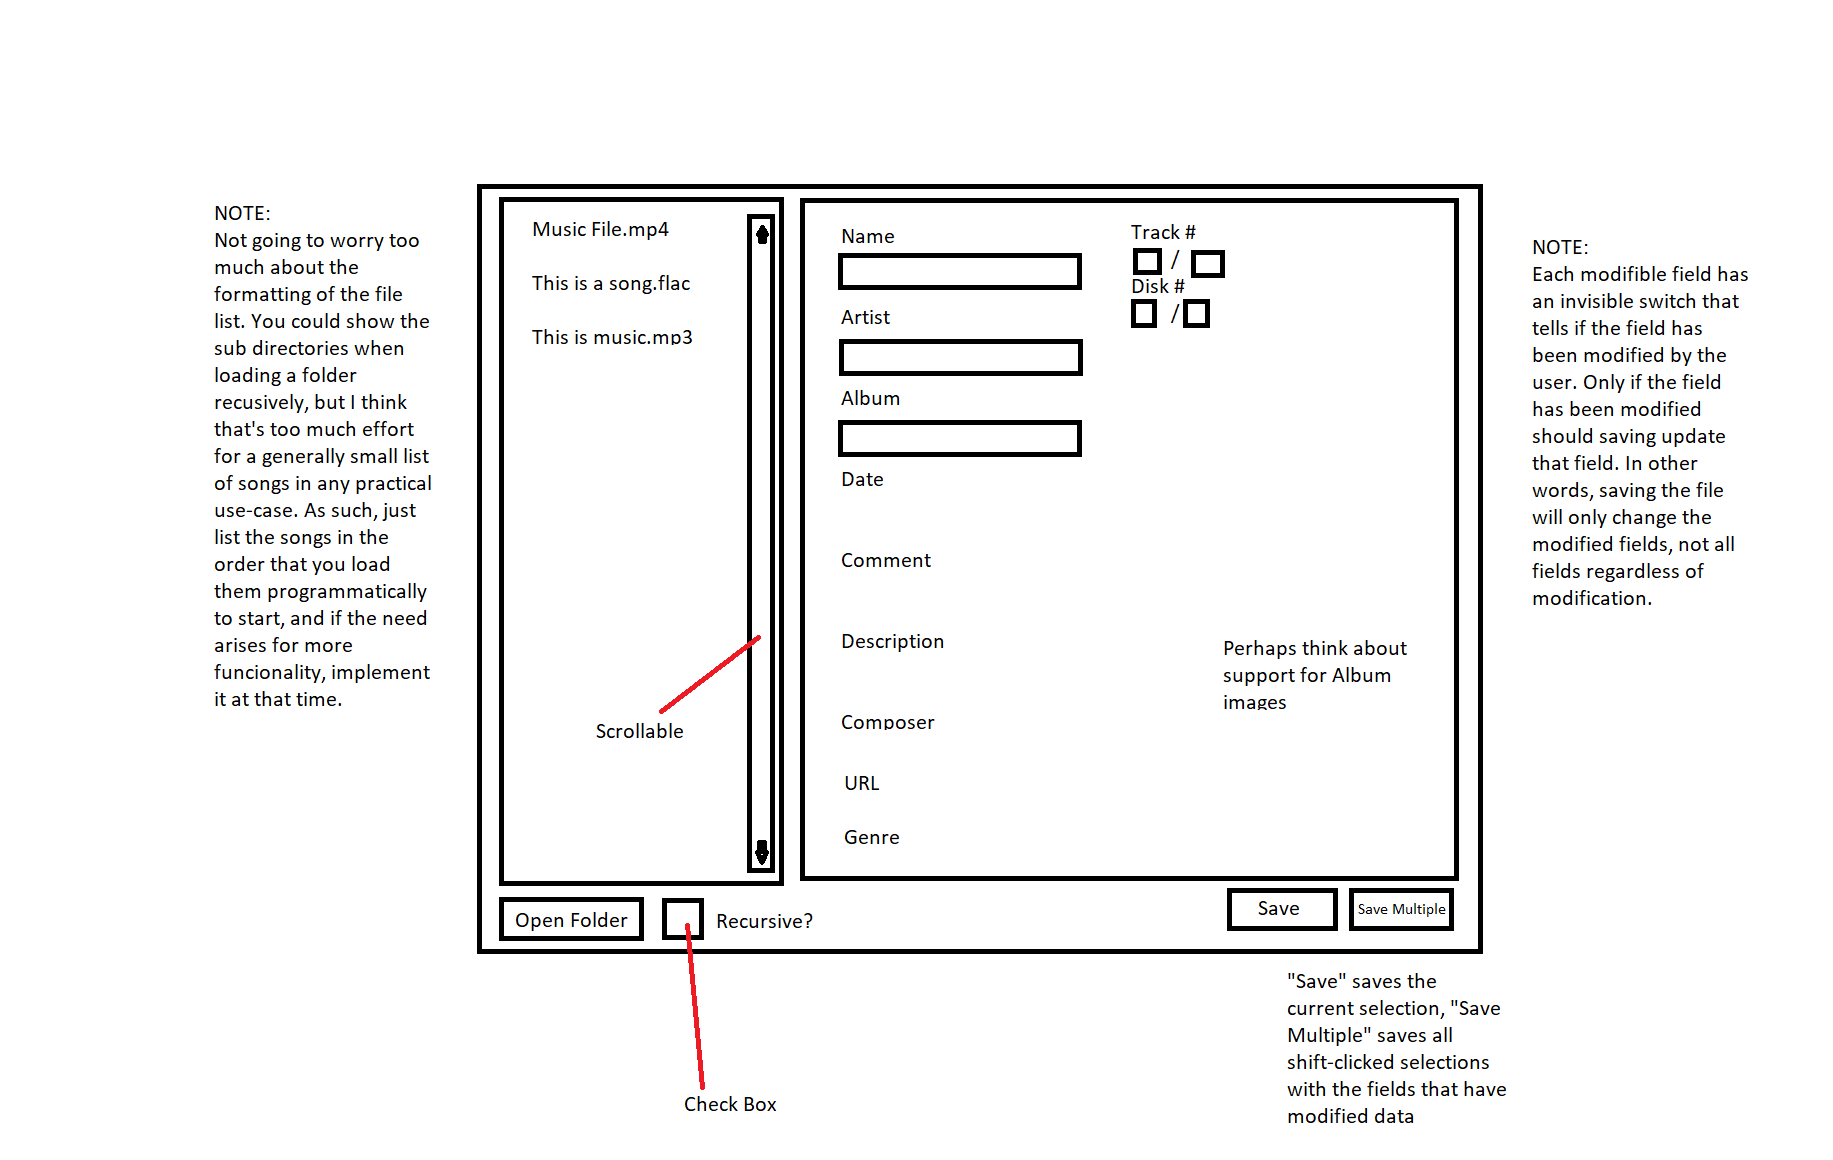 NOTE:
Not going to worry too
much about the
formatting of the file
list. You could show the
sub directories when
loading a folder
recusively, but I think
that's too much effort
for a generally small list
of songs in any practical
use-case. As such, just
list the songs in the
order that you load
them programmatically
to start, and if the need
arises for more
funcionality, implement
it at that time.
Music File.mp4
This is a song.flac
This is music.mp3
Scrollable
Open Folder
Recursive?
Check Box
Name
Artist
Album
Date
Comment
Description
Composer
URL
Genre
Track #
/
Disk #
/
Perhaps think about
support for Album
images
Save
Save Multiple
"Save" saves the
current selection, "Save
Multiple" saves all
shift-clicked selections
with the fields that have
modified data
NOTE:
Each modifible field has
an invisible switch that
tells if the field has
been modified by the
user. Only if the field
has been modified
should saving update
that field. In other
words, saving the file
will only change the
modified fields, not all
fields regardless of
modification.